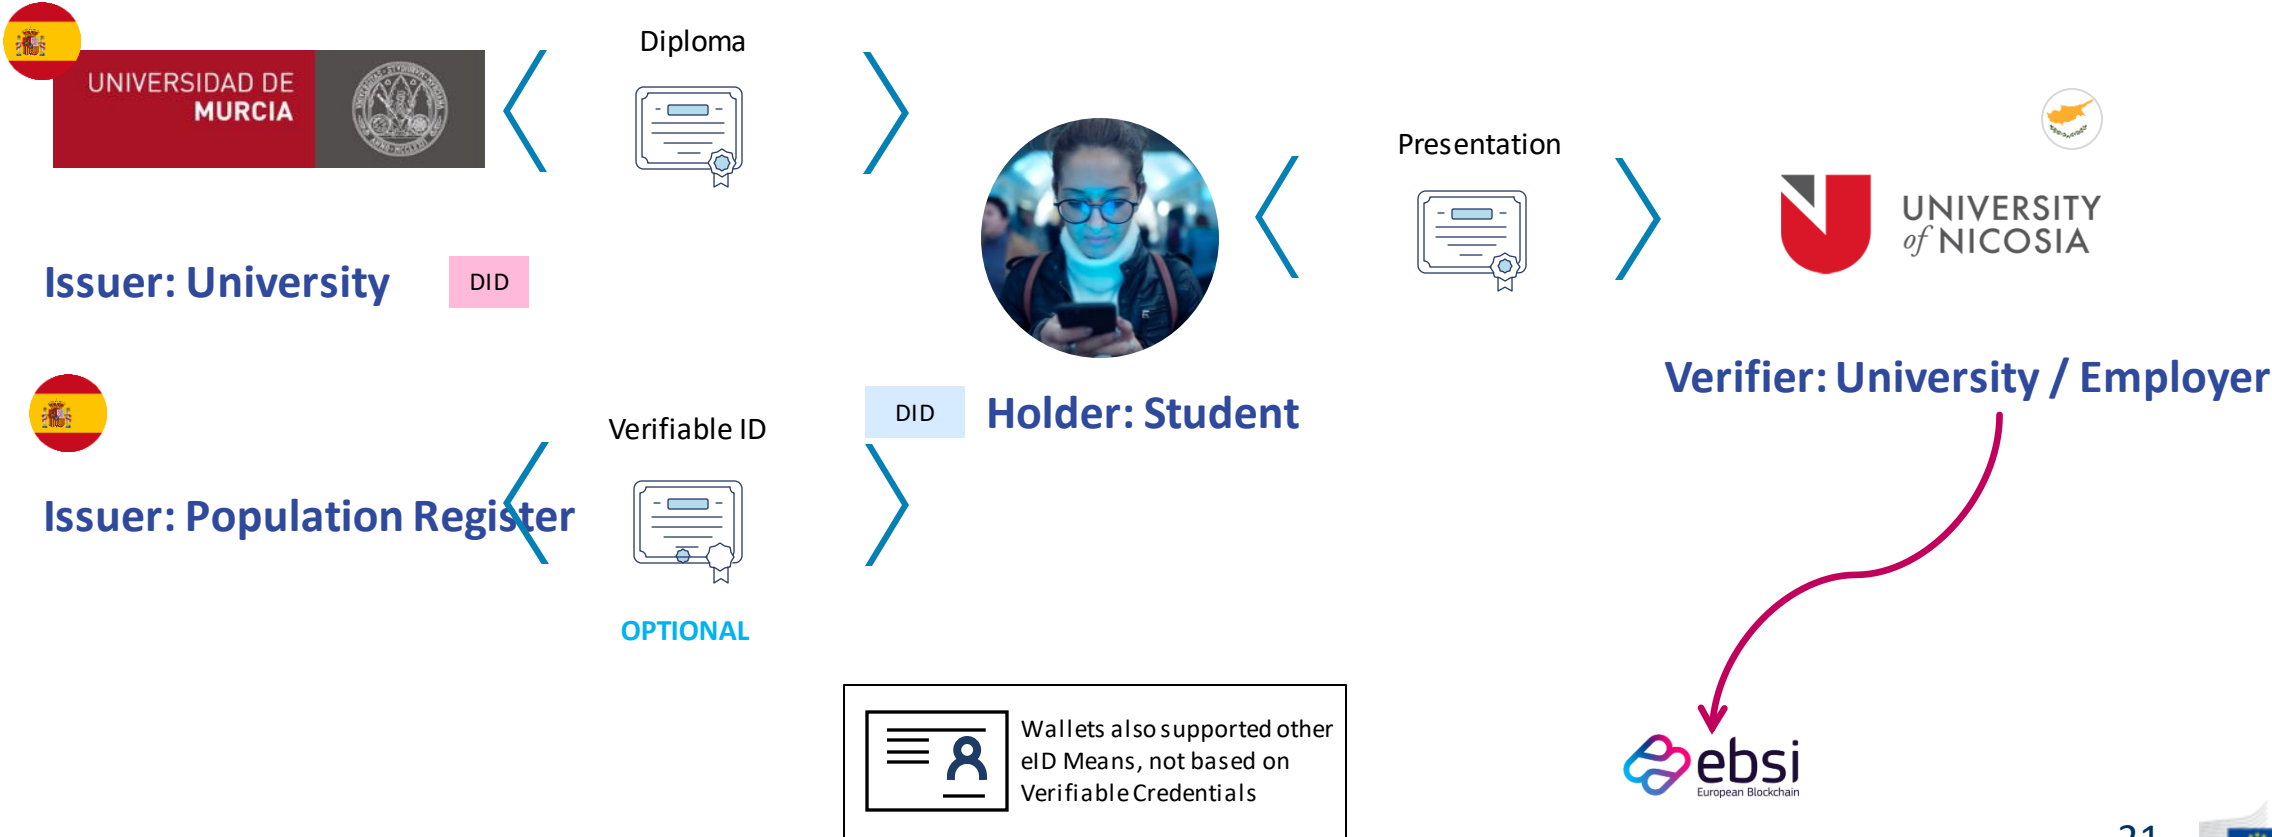 UNIVERSIDAD DE
MURCIA
Diploma
Presentation
UNIVERSITY
of NICOSIA
Issuer: University
DID
Verifier: University / Employer
DID
Holder: Student
Verifiable ID
Issuer: Population Register
OPTIONAL
Wallets also supported other
eID Means, not based on
Verifiable Credentials
ebsi
European Blockchain
21